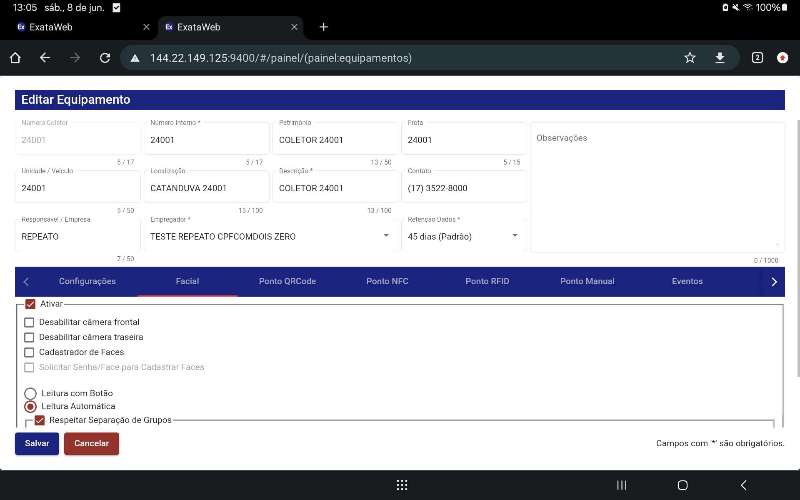 13:05 sáb., 8 de jun. 100%
ExataWeb
ExataWeb
144.22.149.125:9400/#/painel/(painel:equipamentos)
2
Editar Equipamento
Número Coletor
24001
5 / 17
Número Interno *
24001
5 / 17
Patrimônio
COLETOR 24001
13 / 50
Frota
24001
5 / 15
Observações
0 / 1000
Unidade / Veículo
24001
5 / 50
Localização
CATANDUVA 24001
15 / 100
Descrição *
COLETOR 24001
13 / 100
Contato
(17) 3522-8000
Responsável / Empresa
REPEATO
7 / 50
Empregador *
TESTE REPEATO CPFCOMDOIS ZERO
Retenção Dados *
45 dias (Padrão)
Configurações Facial Ponto QRCode Ponto NFC Ponto RFID Ponto Manual Eventos
Ativar
Desabilitar câmera frontal
Desabilitar câmera traseira
Cadastrador de Faces
Solicitar Senha/Face para Cadastrar Faces
Leitura com Botão
Leitura Automática
Respeitar Separação de Grupos
Salvar Cancelar Campos com '*' são obrigatórios.